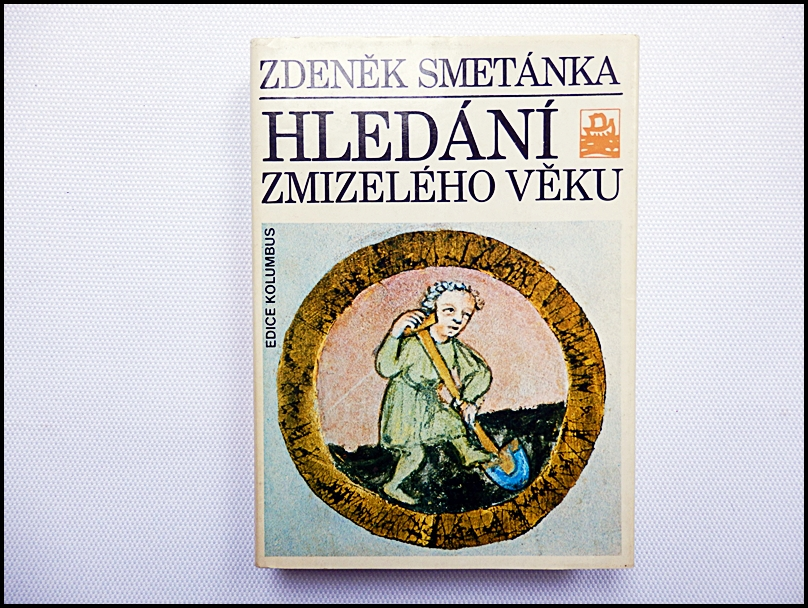 ZDENĚK SMETÁNKA
HLEDÁNÍ
ZMIZELÉHO VĚKU
EDICE KOLUMBUS